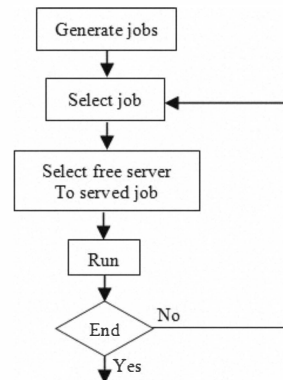 Generate jobs
Select job
Select free server
To served job
Run
End
No
Yes